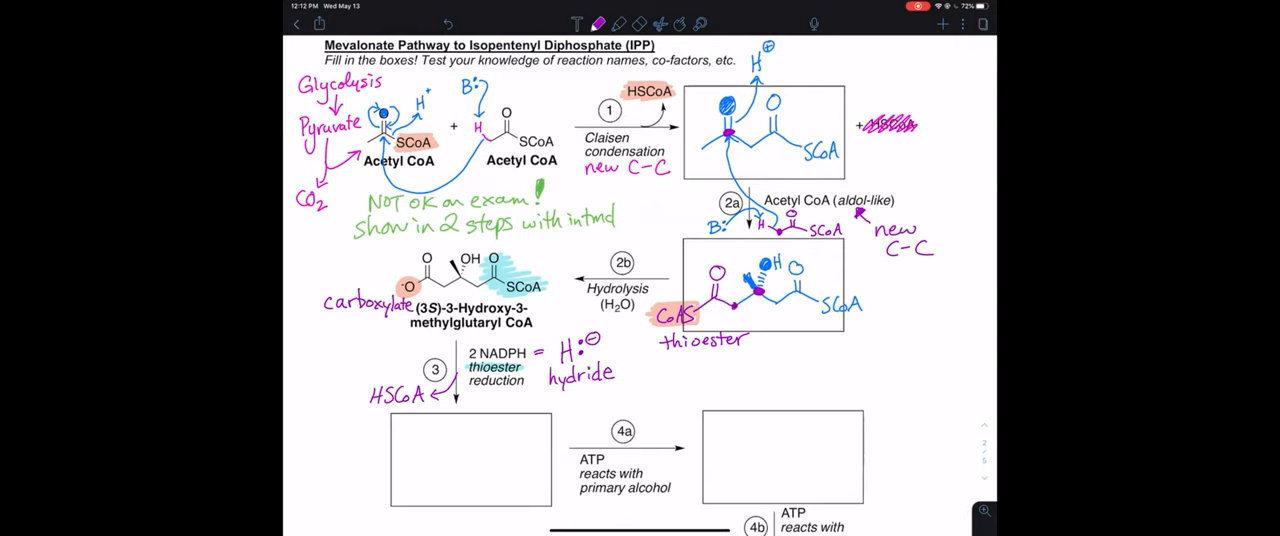 12:12 PM Wed May 13
72%
Mevalonate Pathway to Isopentenyl Diphosphate (IPP)
Fill in the boxes! Test your knowledge of reaction names, co-factors, etc.
Glycolysis
Pyruvate
CO2
H+
SCoA
Acetyl CoA
+
B:
H
O
SCoA
Acetyl CoA
1
HSCoA
Claisen
condensation
new C-C
H⊕
O
SCoA
+
NOT OK on exam!
show in 2 steps with intmd
2a
Acetyl CoA (aldol-like)
B:
H
O
SCoA
new
C-C
O
OH
O
-O
SCoA
carboxylate
(3S)-3-Hydroxy-3-
methylglutaryl CoA
2b
Hydrolysis
(H2O)
O
OH
O
CoAS
SCoA
thioester
3
2 NADPH = H:⊖
thioester
reduction
hydride
HSCoA
4a
ATP
reacts with
primary alcohol
4b
ATP
reacts with
2
/
5